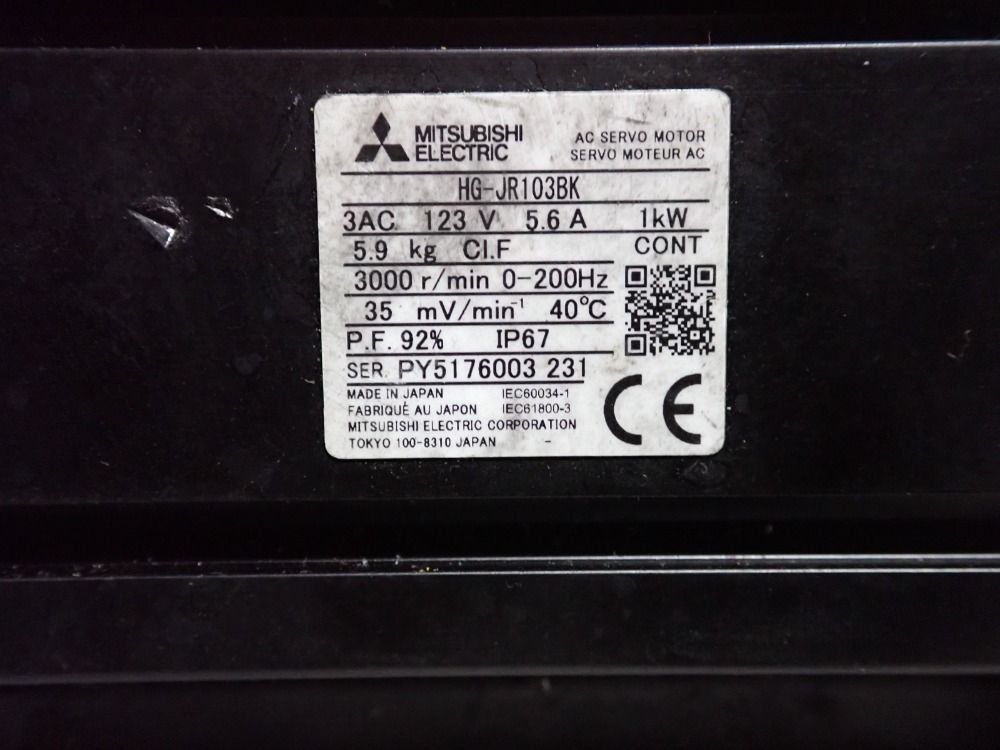 MITSUBISHI
ELECTRIC
AC SERVO MOTOR
SERVO MOTEUR AC
HG-JR103BK
3AC 123 V 5.6 A 1kW
5.9 kg Cl.F CONT
3000 r/min 0-200Hz
35 mV/min⁻¹ 40℃
P.F. 92% IP67
SER. PY5176003 231
MADE IN JAPAN IEC60034-1
FABRIQUÉ AU JAPON IEC61800-3
MITSUBISHI ELECTRIC CORPORATION
TOKYO 100-8310 JAPAN -
CE